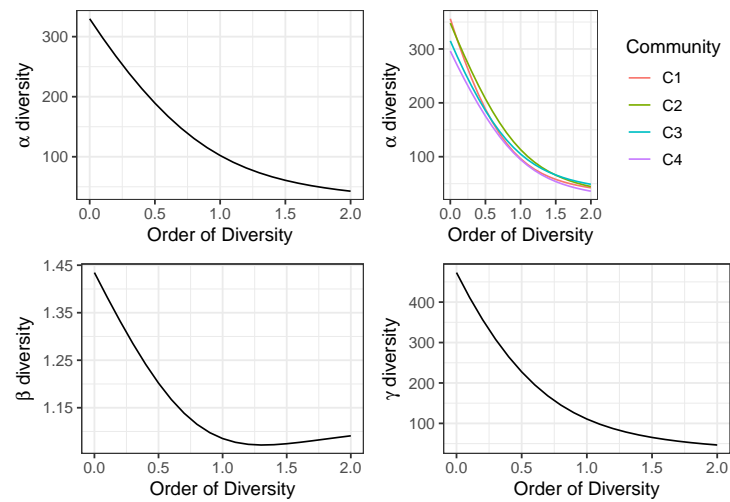 α diversity
300
200
100
0.0 0.5 1.0 1.5 2.0
Order of Diversity
α diversity
300
200
100
0.0 0.5 1.0 1.5 2.0
Order of Diversity
Community
C1
C2
C3
C4
β diversity
1.45
1.35
1.25
1.15
0.0 0.5 1.0 1.5 2.0
Order of Diversity
γ diversity
400
300
200
100
0.0 0.5 1.0 1.5 2.0
Order of Diversity